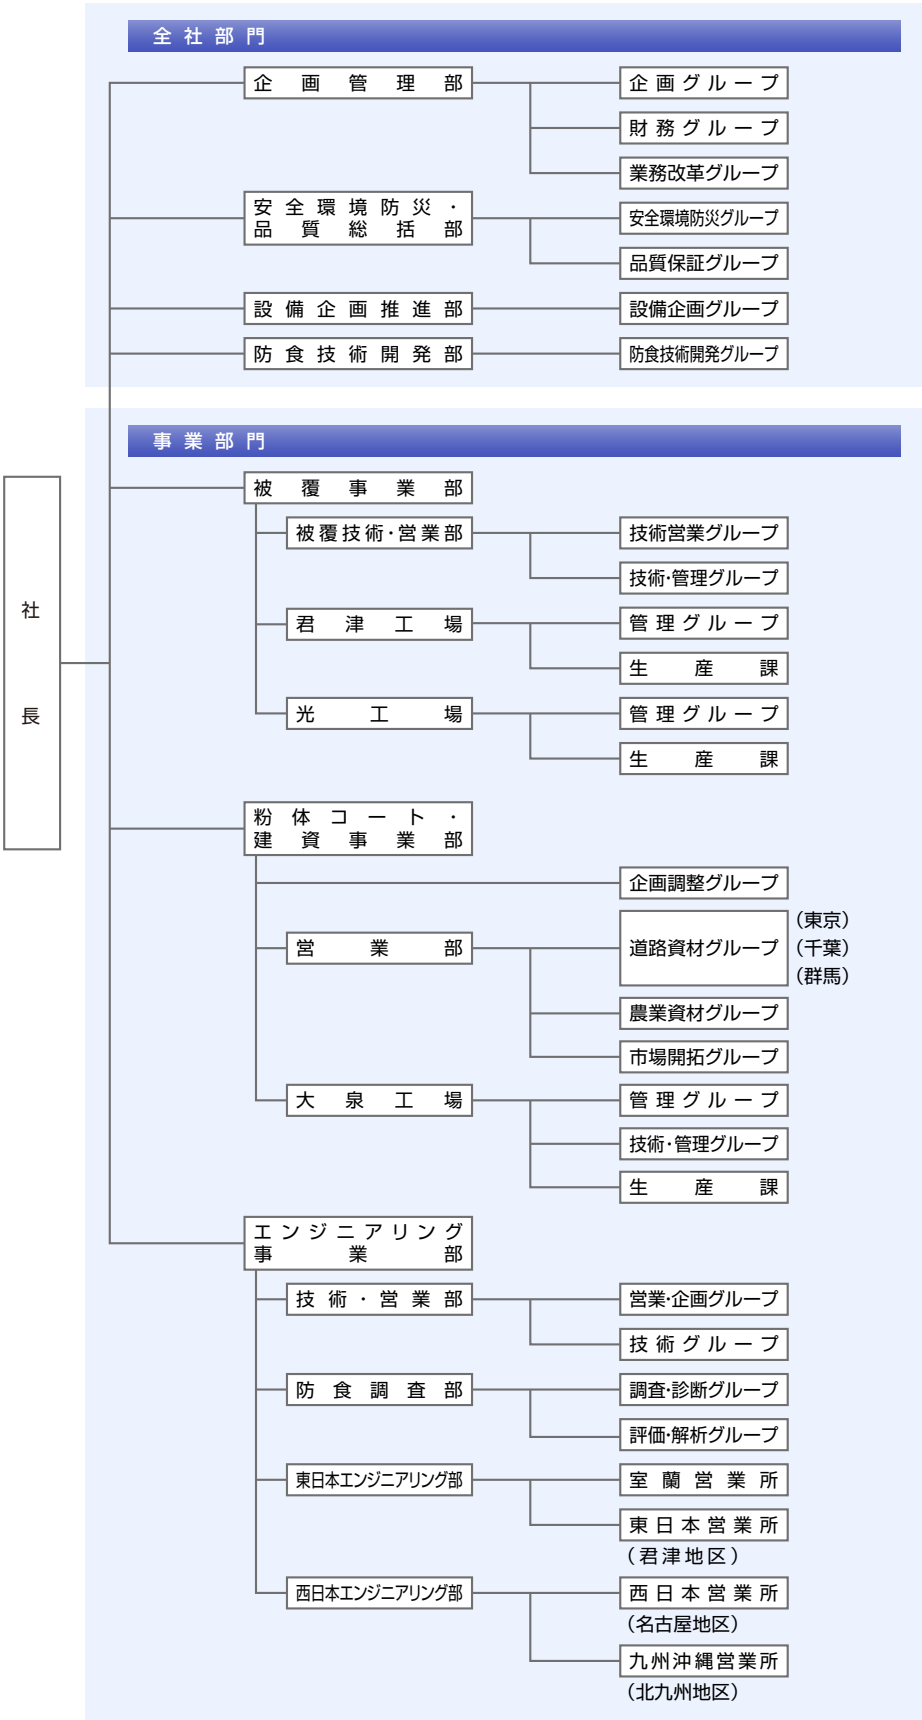 全社部門
企画管理部
企画グループ
財務グループ
業務改革グループ
安全環境防災・
品質総括部
安全環境防災グループ
品質保証グループ
設備企画推進部
設備企画グループ
防食技術開発部
防食技術開発グループ
社長
事業部門
被覆事業部
被覆技術・営業部
技術営業グループ
技術・管理グループ
君津工場
管理グループ
生産課
光工場
管理グループ
生産課
粉体コート・
建資事業部
企画調整グループ
営業部
道路資材グループ
（東京）
（千葉）
（群馬）
農業資材グループ
市場開拓グループ
大泉工場
管理グループ
技術・管理グループ
生産課
エンジニアリング
事業部
技術・営業部
営業・企画グループ
技術グループ
防食調査部
調査・診断グループ
評価・解析グループ
東日本エンジニアリング部
室蘭営業所
東日本営業所
（君津地区）
西日本エンジニアリング部
西日本営業所
（名古屋地区）
九州沖縄営業所
（北九州地区）